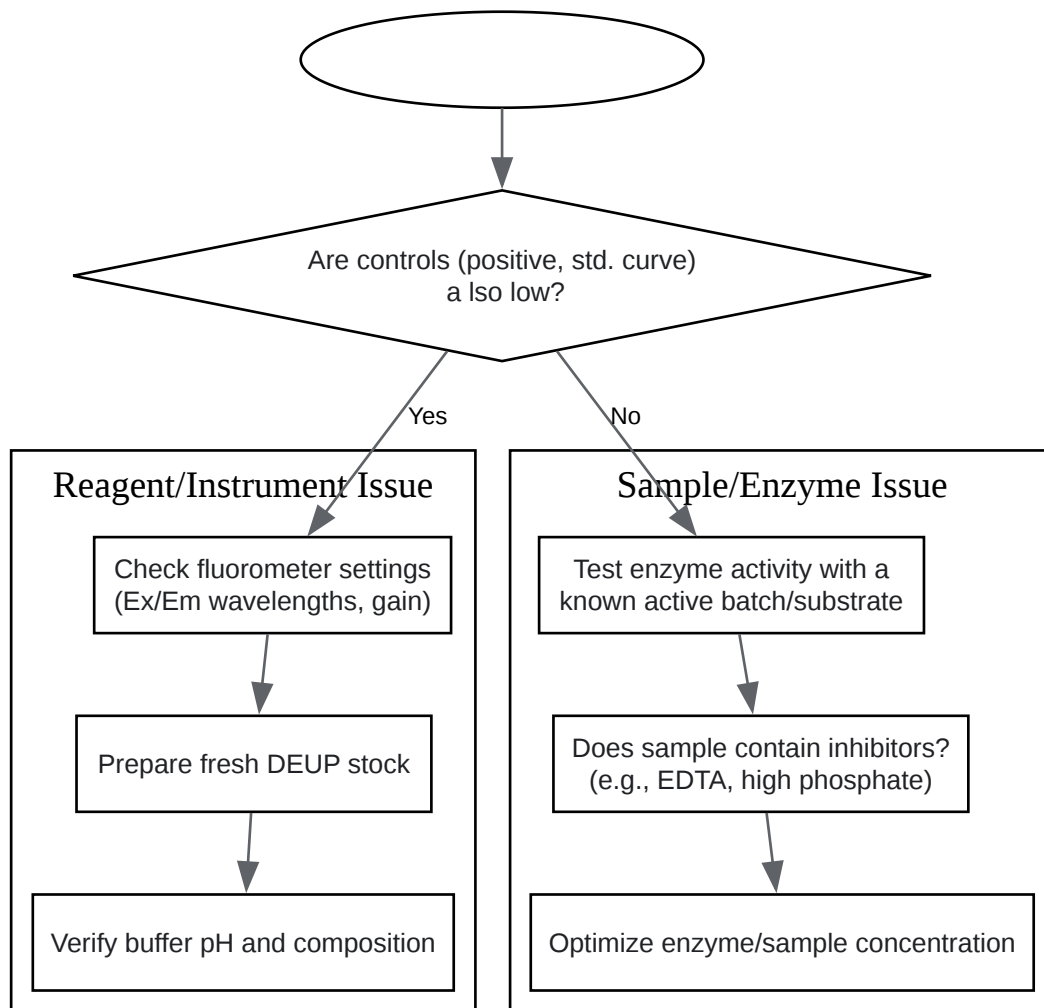 Are controls (positive, std. curve)
a lso low?
Yes
No
Reagent/Instrument Issue
Check fluorometer settings
(Ex/Em wavelengths, gain)
Prepare fresh DEUP stock
Verify buffer pH and composition
Sample/Enzyme Issue
Test enzyme activity with a
known active batch/substrate
Does sample contain inhibitors?
(e.g., EDTA, high phosphate)
Optimize enzyme/sample concentration